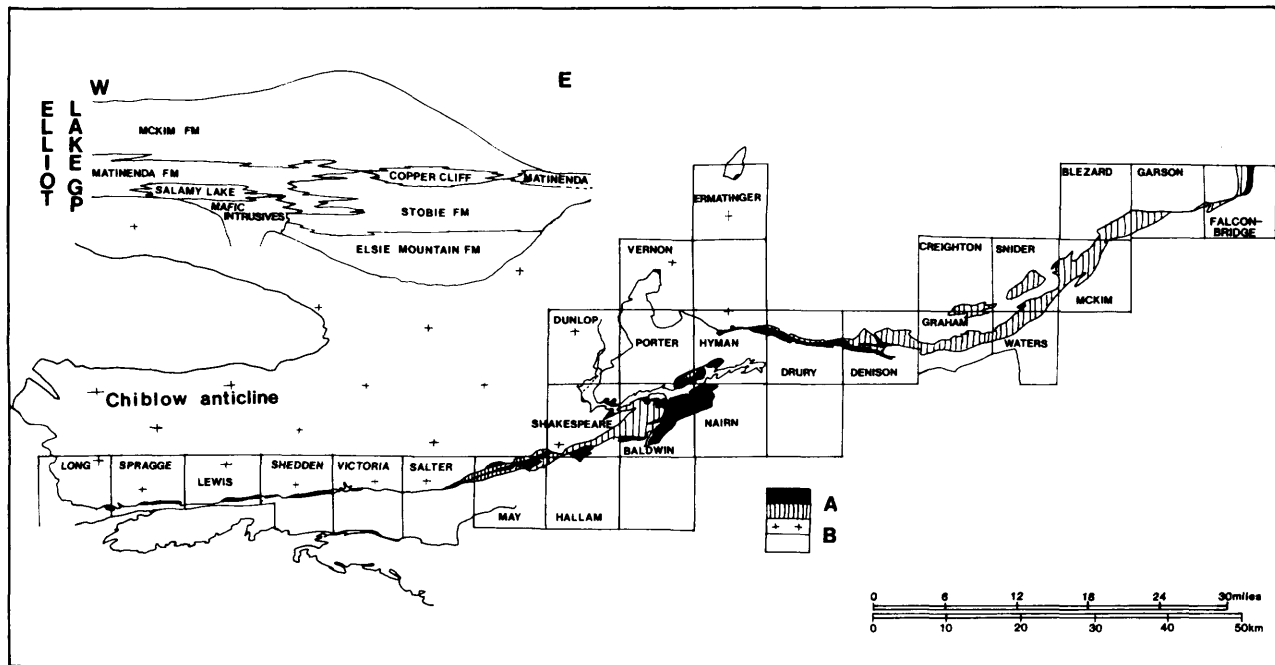 W
E
ELLIOT
LAKE GP
MCKIM FM
MATINENDA FM
COPPER CLIFF
MATINENDA
SALAMY LAKE
MAFIC
INTRUSIVES
STOBIE FM
ELSIE MOUNTAIN FM
ERMATINGER
BLEZARD
GARSON
FALCON-
BRIDGE
VERNON
CREIGHTON
SNIDER
MCKIM
DUNLOP
PORTER
HYMAN
GRAHAM
WATERS
DRURY
DENISON
Chiblow anticline
SHAKESPEARE
NAIRN
BALDWIN
LONG
SPRAGGE
LEWIS
SHEDDEN
VICTORIA
SALTER
MAY
HALLAM
A
B
0 6 12 18 24 30miles
0 10 20 30 40 50km